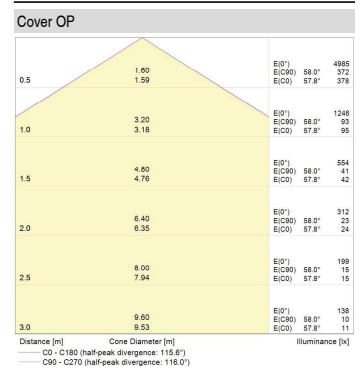 Cover OP
E(0°) 4985
1.60 E(C90) 58.0° 372
0.5 1.59 E(C0) 57.8° 378
E(0°) 1246
3.20 E(C90) 58.0° 93
1.0 3.18 E(C0) 57.8° 95
E(0°) 554
4.80 E(C90) 58.0° 41
1.5 4.76 E(C0) 57.8° 42
E(0°) 312
6.40 E(C90) 58.0° 23
2.0 6.35 E(C0) 57.8° 24
E(0°) 199
8.00 E(C90) 58.0° 15
2.5 7.94 E(C0) 57.8° 15
E(0°) 138
9.60 E(C90) 58.0° 10
3.0 9.53 E(C0) 57.8° 11
Distance [m] Cone Diameter [m] Illuminance [lx]
C0 - C180 (half-peak divergence: 115.6°)
C90 - C270 (half-peak divergence: 116.0°)